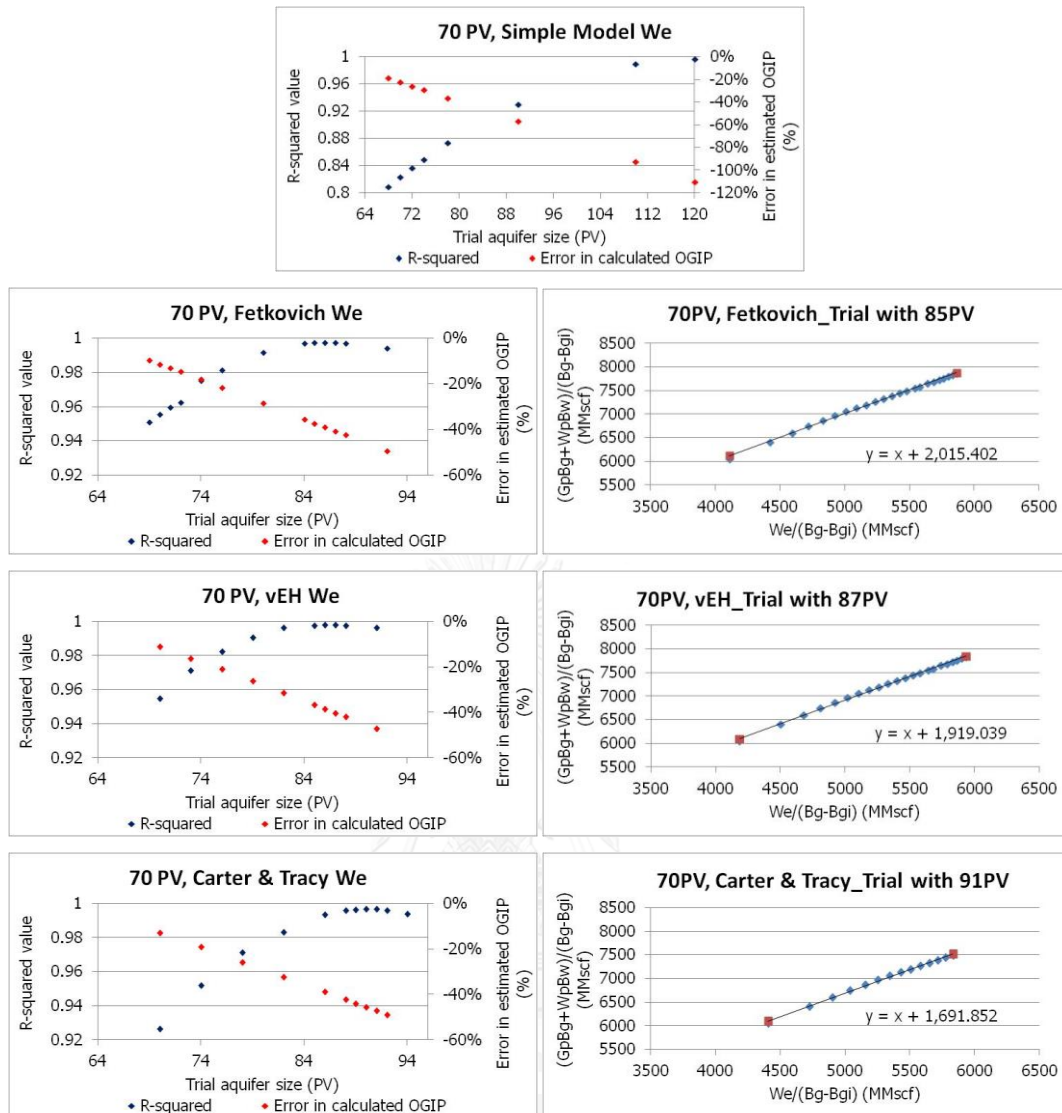 70 PV, Simple Model We
R-squared value
1
0.96
0.92
0.88
0.84
0.8
0%
-20%
-40%
-60%
-80%
-100%
-120%
Error in estimated OGIP
(%)
64 72 80 88 96 104 112 120
Trial aquifer size (PV)
R-squared Error in calculated OGIP
70 PV, Fetkovich We
R-squared value
1
0.98
0.96
0.94
0.92
0%
-20%
-40%
-60%
Error in estimated OGIP
(%)
64 74 84 94
Trial aquifer size (PV)
R-squared Error in calculated OGIP
70PV, Fetkovich_Trial with 85PV
(GpBg+WpBw)/(Bg-Bgi)
(MMscf)
8500
8000
7500
7000
6500
6000
5500
y = x + 2,015.402
3500 4000 4500 5000 5500 6000 6500
We/(Bg-Bgi) (MMscf)
70 PV, vEH We
R-squared value
1
0.98
0.96
0.94
0.92
0%
-20%
-40%
-60%
Error in estimated OGIP
(%)
64 74 84 94
Trial aquifer size (PV)
R-squared Error in calculated OGIP
70PV, vEH_Trial with 87PV
(GpBg+WpBw)/(Bg-Bgi)
(MMscf)
8500
8000
7500
7000
6500
6000
5500
y = x + 1,919.039
3500 4000 4500 5000 5500 6000 6500
We/(Bg-Bgi) (MMscf)
70 PV, Carter & Tracy We
R-squared value
1
0.98
0.96
0.94
0.92
0%
-20%
-40%
-60%
Error in estimated OGIP
(%)
64 74 84 94
Trial aquifer size (PV)
R-squared Error in calculated OGIP
70PV, Carter & Tracy_Trial with 91PV
(GpBg+WpBw)/(Bg-Bgi)
(MMscf)
8500
8000
7500
7000
6500
6000
5500
y = x + 1,691.852
3500 4000 4500 5000 5500 6000 6500
We/(Bg-Bgi) (MMscf)